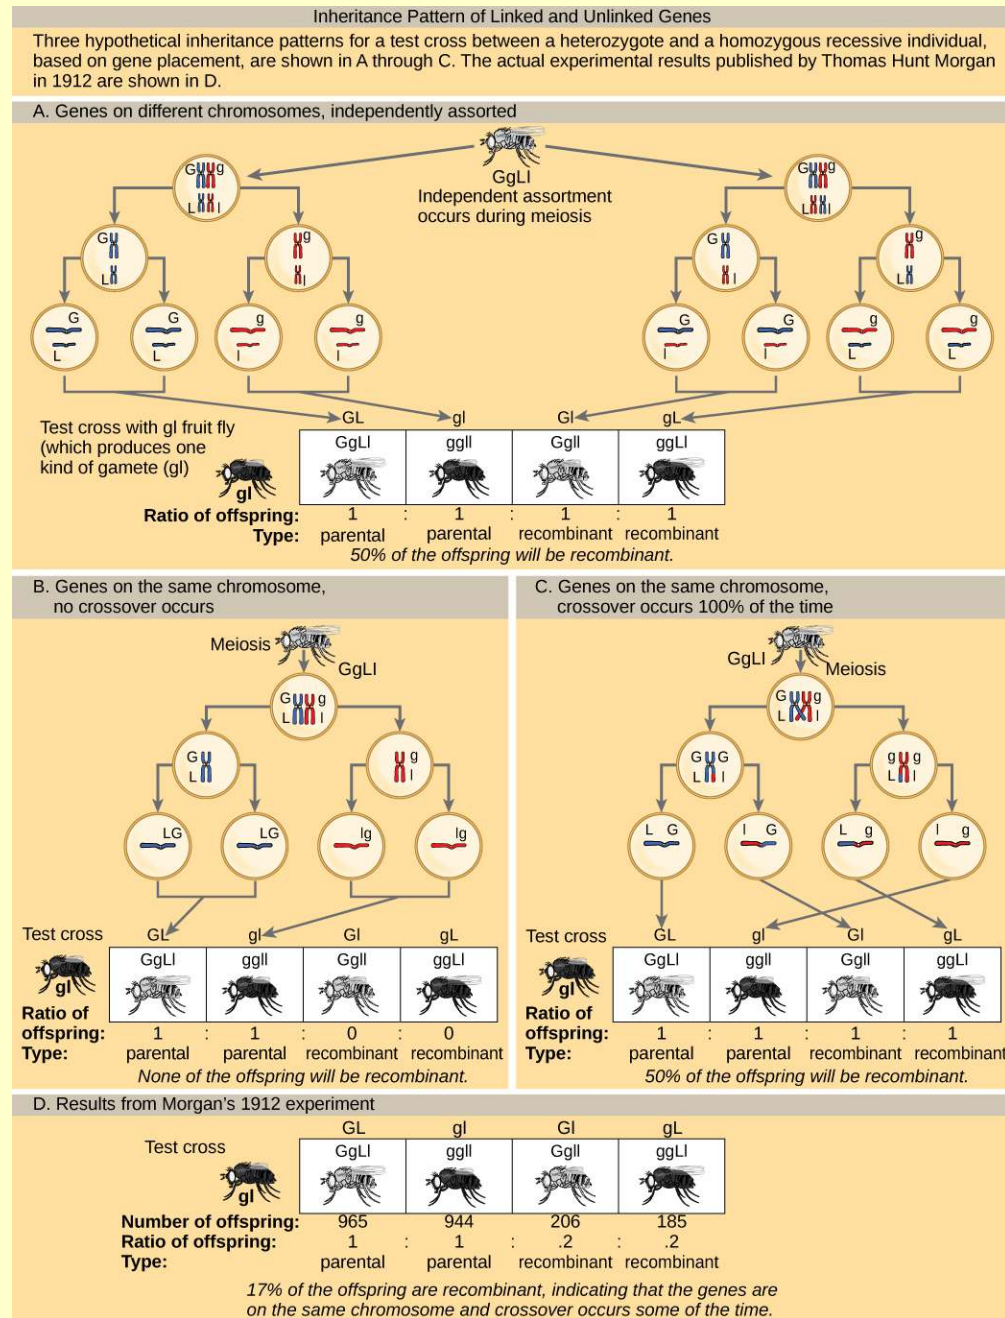 Inheritance Pattern of Linked and Unlinked Genes
Three hypothetical inheritance patterns for a test cross between a heterozygote and a homozygous recessive individual,
based on gene placement, are shown in A through C. The actual experimental results published by Thomas Hunt Morgan
in 1912 are shown in D.
A. Genes on different chromosomes, independently assorted
GgLl
Independent assortment
occurs during meiosis
G g
L l
G g
L l
G
L
g
l
G
l
g
L
G
L
G
L
g
l
g
l
G
l
G
l
g
L
g
L
GL gl Gl gL
Test cross with gl fruit fly
(which produces one
kind of gamete (gl)
gl
GgLl ggll Ggll ggLl
Ratio of offspring: 1 : 1 : 1 : 1
Type: parental parental recombinant recombinant
50% of the offspring will be recombinant.
B. Genes on the same chromosome,
no crossover occurs
Meiosis
GgLl
G g
L l
G
L
g
l
LG LG lg lg
Test cross GL gl Gl gL
gl
GgLl ggll Ggll ggLl
Ratio of
offspring: 1 : 1 : 0 : 0
Type: parental parental recombinant recombinant
None of the offspring will be recombinant.
C. Genes on the same chromosome,
crossover occurs 100% of the time
GgLl
Meiosis
G g
L l
G G
L l
g g
L l
L G l G L g l g
Test cross GL gl Gl gL
gl
GgLl ggll Ggll ggLl
Ratio of
offspring: 1 : 1 : 1 : 1
Type: parental parental recombinant recombinant
50% of the offspring will be recombinant.
D. Results from Morgan's 1912 experiment
GL gl Gl gL
Test cross
gl
GgLl ggll Ggll ggLl
Number of offspring: 965 944 206 185
Ratio of offspring: 1 : 1 : .2 : .2
Type: parental parental recombinant recombinant
17% of the offspring are recombinant, indicating that the genes are
on the same chromosome and crossover occurs some of the time.